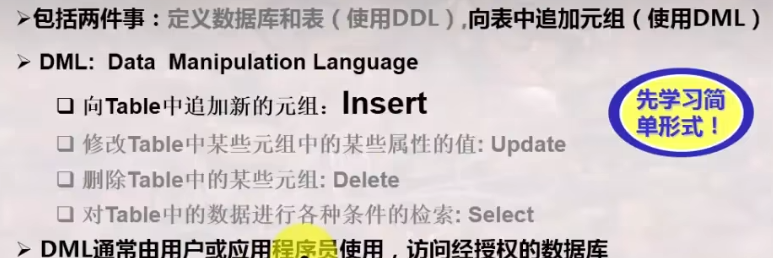 ➢包括两件事：定义数据库和表（使用DDL）,向表中追加元组（使用DML）
➢ DML: Data Manipulation Language
❑ 向Table中追加新的元组：Insert
❑ 修改Table中某些元组中的某些属性的值: Update
❑ 删除Table中的某些元组: Delete
❑ 对Table中的数据进行各种条件的检索: Select
先学习简
单形式！
➢ DML通常由用户或应用程序员使用，访问经授权的数据库